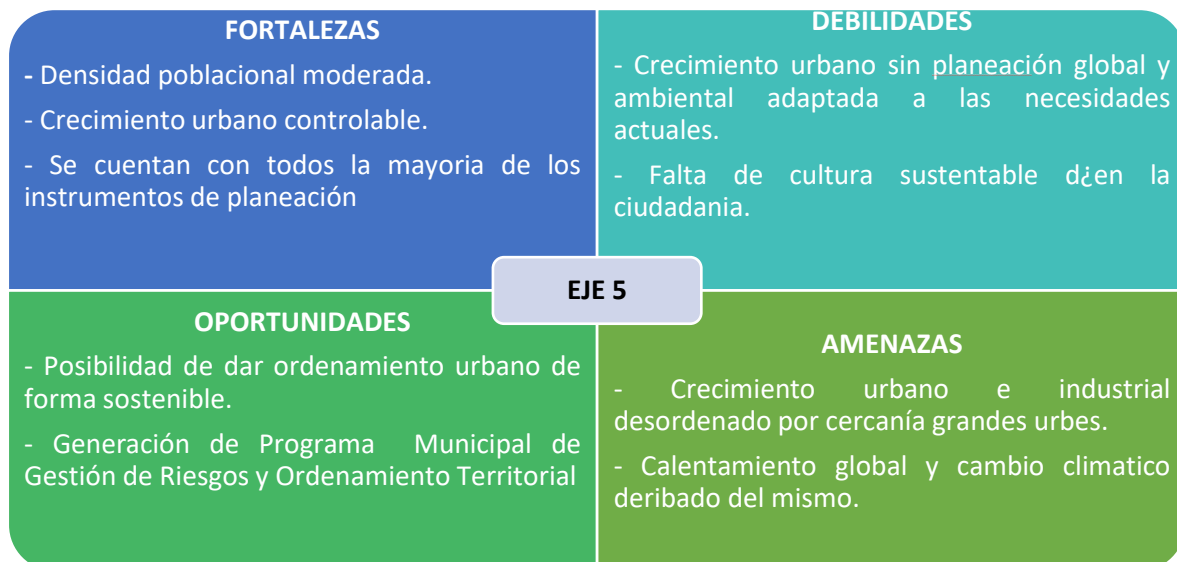 FORTALEZAS
- Densidad poblacional moderada.
- Crecimiento urbano controlable.
- Se cuentan con todos la mayoria de los
instrumentos de planeación
DEBILIDADES
- Crecimiento urbano sin planeación global y
ambiental adaptada a las necesidades
actuales.
- Falta de cultura sustentable d¿en la
ciudadania.
EJE 5
OPORTUNIDADES
- Posibilidad de dar ordenamiento urbano de
forma sostenible.
- Generación de Programa Municipal de
Gestión de Riesgos y Ordenamiento Territorial
AMENAZAS
- Crecimiento urbano e industrial
desordenado por cercanía grandes urbes.
- Calentamiento global y cambio climatico
deribado del mismo.